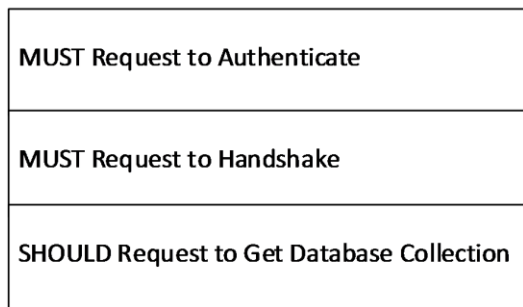 MUST Request to Authenticate
MUST Request to Handshake
SHOULD Request to Get Database Collection